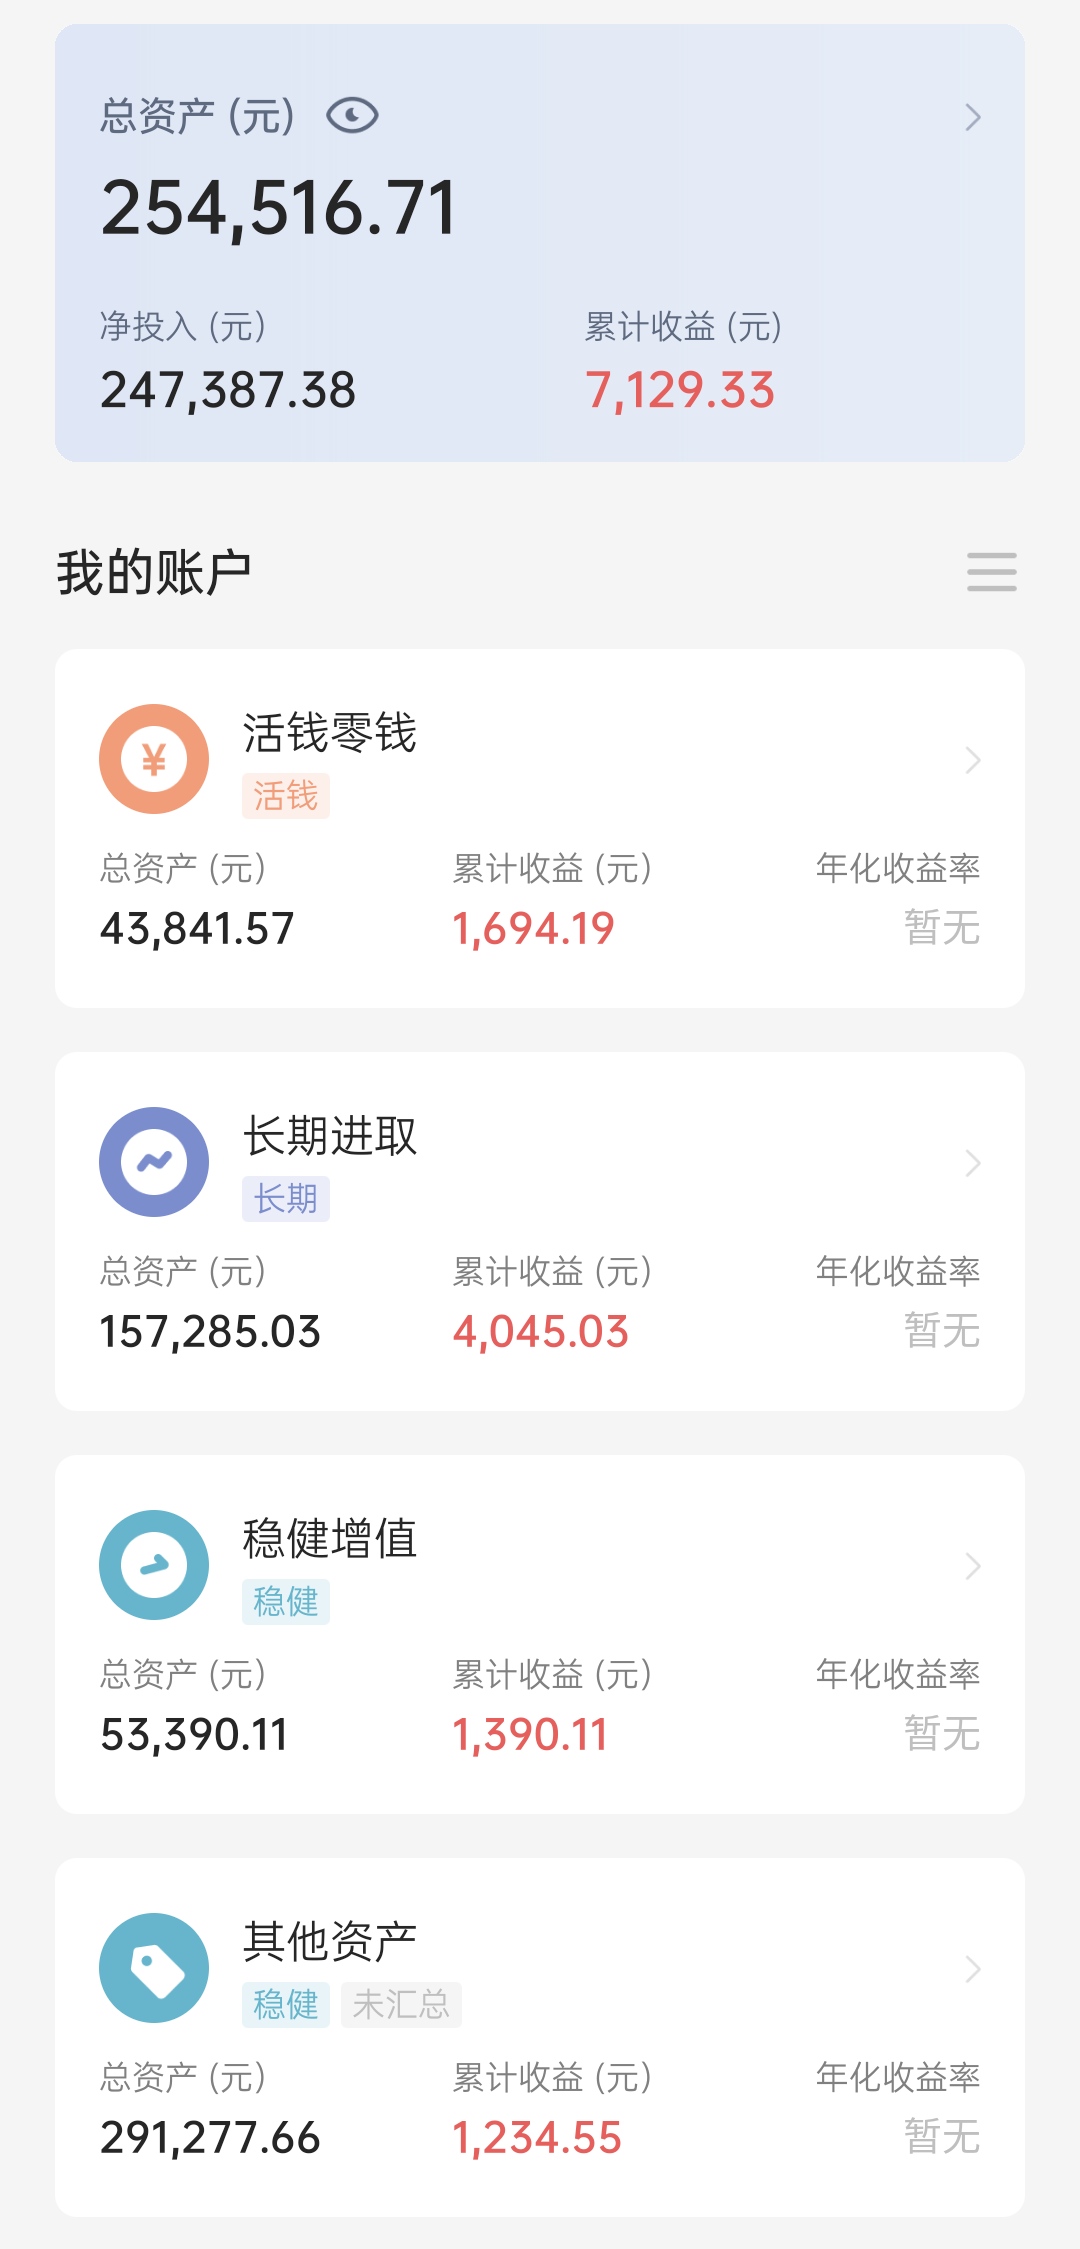 总资产 (元)
254,516.71
净投入 (元) 累计收益 (元)
247,387.38 7,129.33
我的账户
¥ 活钱零钱
活钱
总资产 (元) 累计收益 (元) 年化收益率
43,841.57 1,694.19 暂无
长期进取
长期
总资产 (元) 累计收益 (元) 年化收益率
157,285.03 4,045.03 暂无
稳健增值
稳健
总资产 (元) 累计收益 (元) 年化收益率
53,390.11 1,390.11 暂无
其他资产
稳健 未汇总
总资产 (元) 累计收益 (元) 年化收益率
291,277.66 1,234.55 暂无